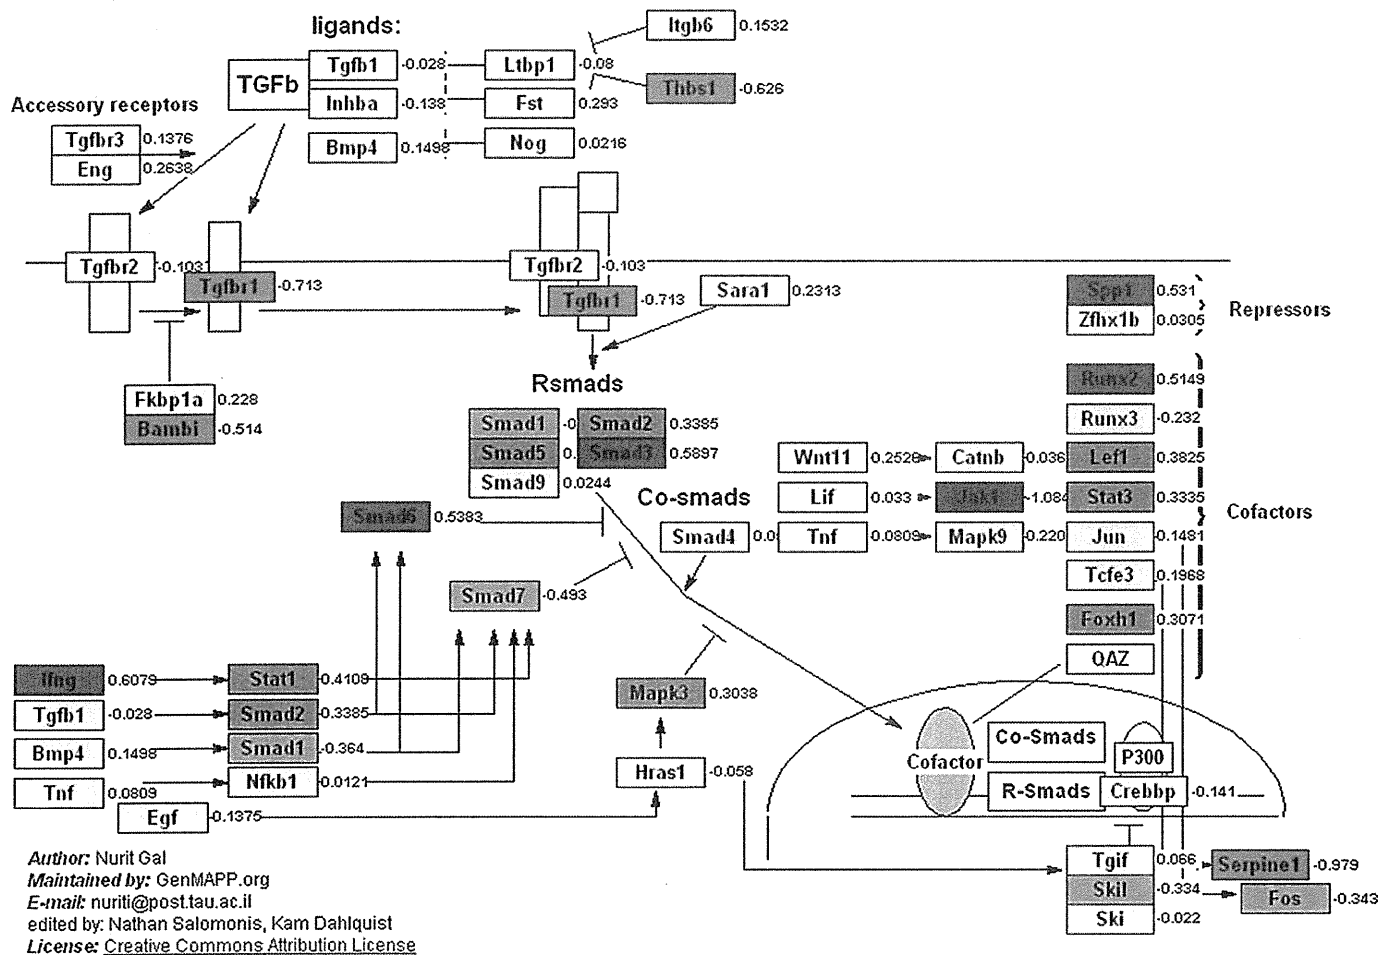 ligands:
Itgb6 0.1532
TGFb
Tgfb1 -0.028
Ltbp1 -0.08
Thbs1 -0.626
Inhba -0.138
Fst 0.293
Bmp4 0.1498
Nog 0.0216
Accessory receptors
Tgfbr3 0.1376
Eng 0.2638
Tgfbr2 -0.103
Tgfbr1 -0.713
Tgfbr2 -0.103
Tgfbr1 -0.713
Sara1 0.2313
Spp1 0.531
Zfhx1b 0.0305
Repressors
Fkbp1a 0.228
Bambi -0.514
Rsmads
Smad1 -0
Smad2 0.3385
Smad5 0.
Smad3 0.5897
Smad9 0.0244
Runx2 0.5149
Runx3 -0.232
Wnt11 0.2528
Catnb -0.036
Lef1 0.3825
Co-smads
Lif 0.033
Jak1 -1.084
Stat3 0.3335
Cofactors
Smad4 0.0
Tnf 0.0809
Mapk9 -0.220
Jun -0.1481
Tcfe3 0.1968
Foxh1 0.3071
QAZ
Smad6 0.5383
Smad7 -0.493
Ifng 0.6079
Stat1 0.4108
Tgfb1 -0.028
Smad2 0.3385
Bmp4 0.1498
Smad1 -0.364
Tnf 0.0809
Nfkb1 0.0121
Egf 0.1375
Mapk3 0.3038
Hras1 -0.058
Cofactor
Co-Smads
R-Smads
P300
Crebbp -0.141
Tgif 0.066
Serpine1 -0.979
Skil -0.334
Fos -0.343
Ski -0.022
Author: Nurit Gal
Maintained by: GenMAPP.org
E-mail: nuriti@post.tau.ac.il
edited by: Nathan Salomonis, Kam Dahlquist
License: Creative Commons Attribution License